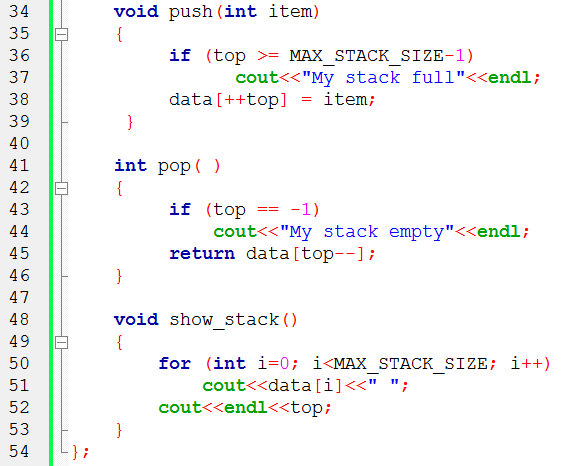 34 void push(int item)
35 {
36 if (top >= MAX_STACK_SIZE-1)
37 cout<<"My stack full"<<endl;
38 data[++top] = item;
39 }
40
41 int pop( )
42 {
43 if (top == -1)
44 cout<<"My stack empty"<<endl;
45 return data[top--];
46 }
47
48 void show_stack()
49 {
50 for (int i=0; i<MAX_STACK_SIZE; i++)
51 cout<<data[i]<<" ";
52 cout<<endl<<top;
53 }
54 };